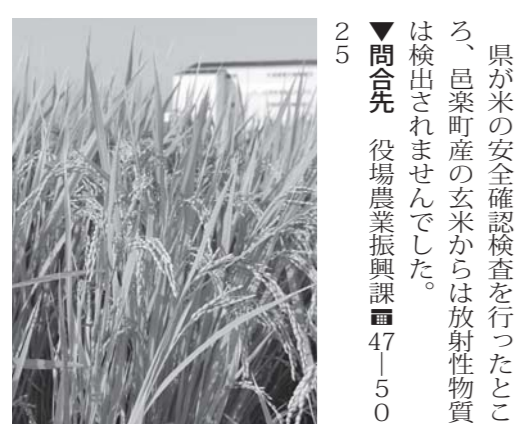 県が米の安全確認検査を行ったとこ
ろ、邑楽町産の玄米からは放射性物質
は検出されませんでした。
▼問合先　役場農業振興課☎47―50
25